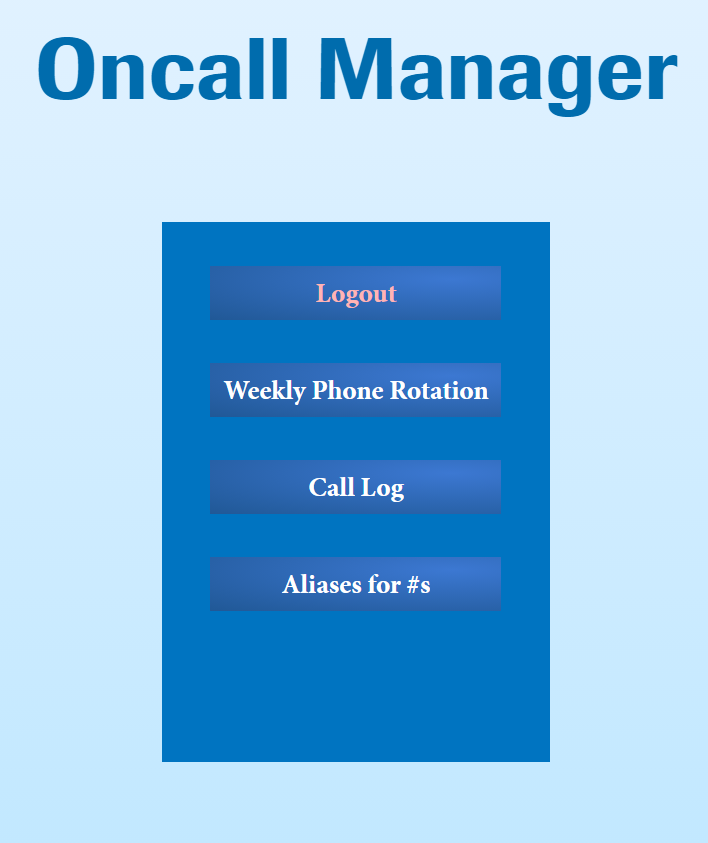 Oncall Manager
Logout
Weekly Phone Rotation
Call Log
Aliases for #s